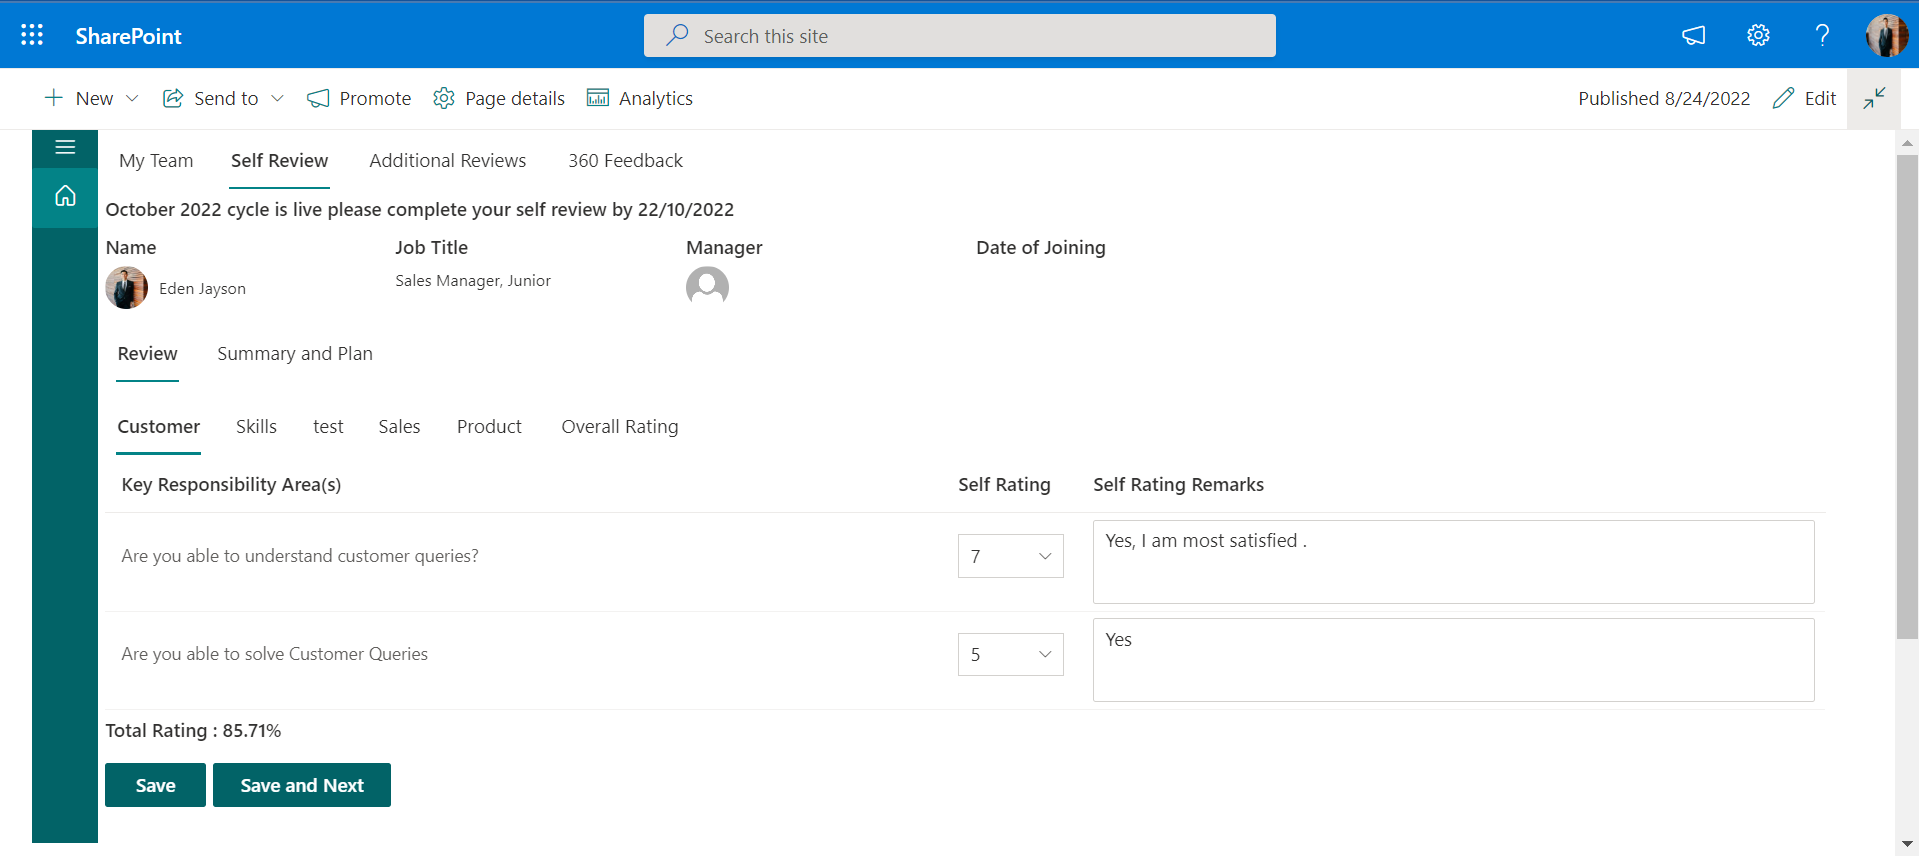 SharePoint
Search this site
New
Send to
Promote
Page details
Analytics
Published 8/24/2022
Edit
My Team
Self Review
Additional Reviews
360 Feedback
October 2022 cycle is live please complete your self review by 22/10/2022
Name
Job Title
Manager
Date of Joining
Eden Jayson
Sales Manager, Junior
Review
Summary and Plan
Customer
Skills
test
Sales
Product
Overall Rating
Key Responsibility Area(s)
Self Rating
Self Rating Remarks
Are you able to understand customer queries?
7
Yes, I am most satisfied .
Are you able to solve Customer Queries
5
Yes
Total Rating : 85.71%
Save
Save and Next